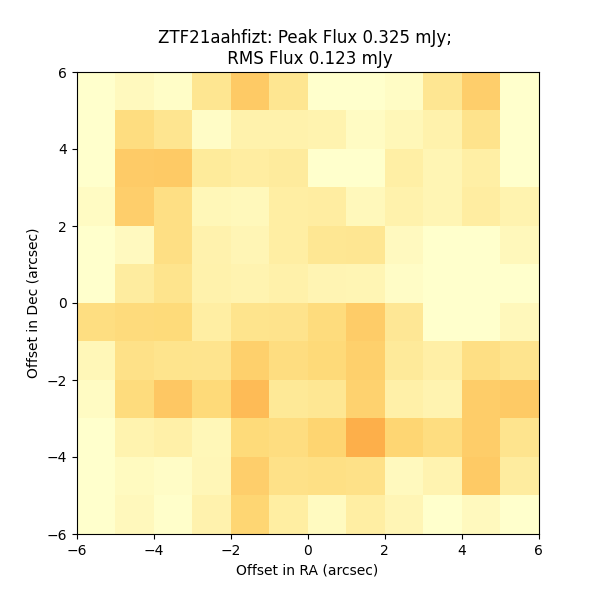 ZTF21aahfizt: Peak Flux 0.325 mJy;
RMS Flux 0.123 mJy
6
4
2
0
−2
−4
−6
Offset in Dec (arcsec)
−6 −4 −2 0 2 4 6
Offset in RA (arcsec)